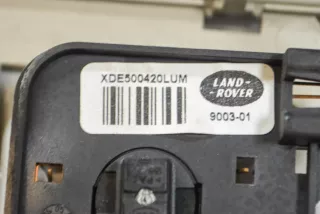 XDE500420LUM
LAND-
-ROVER
9003-01